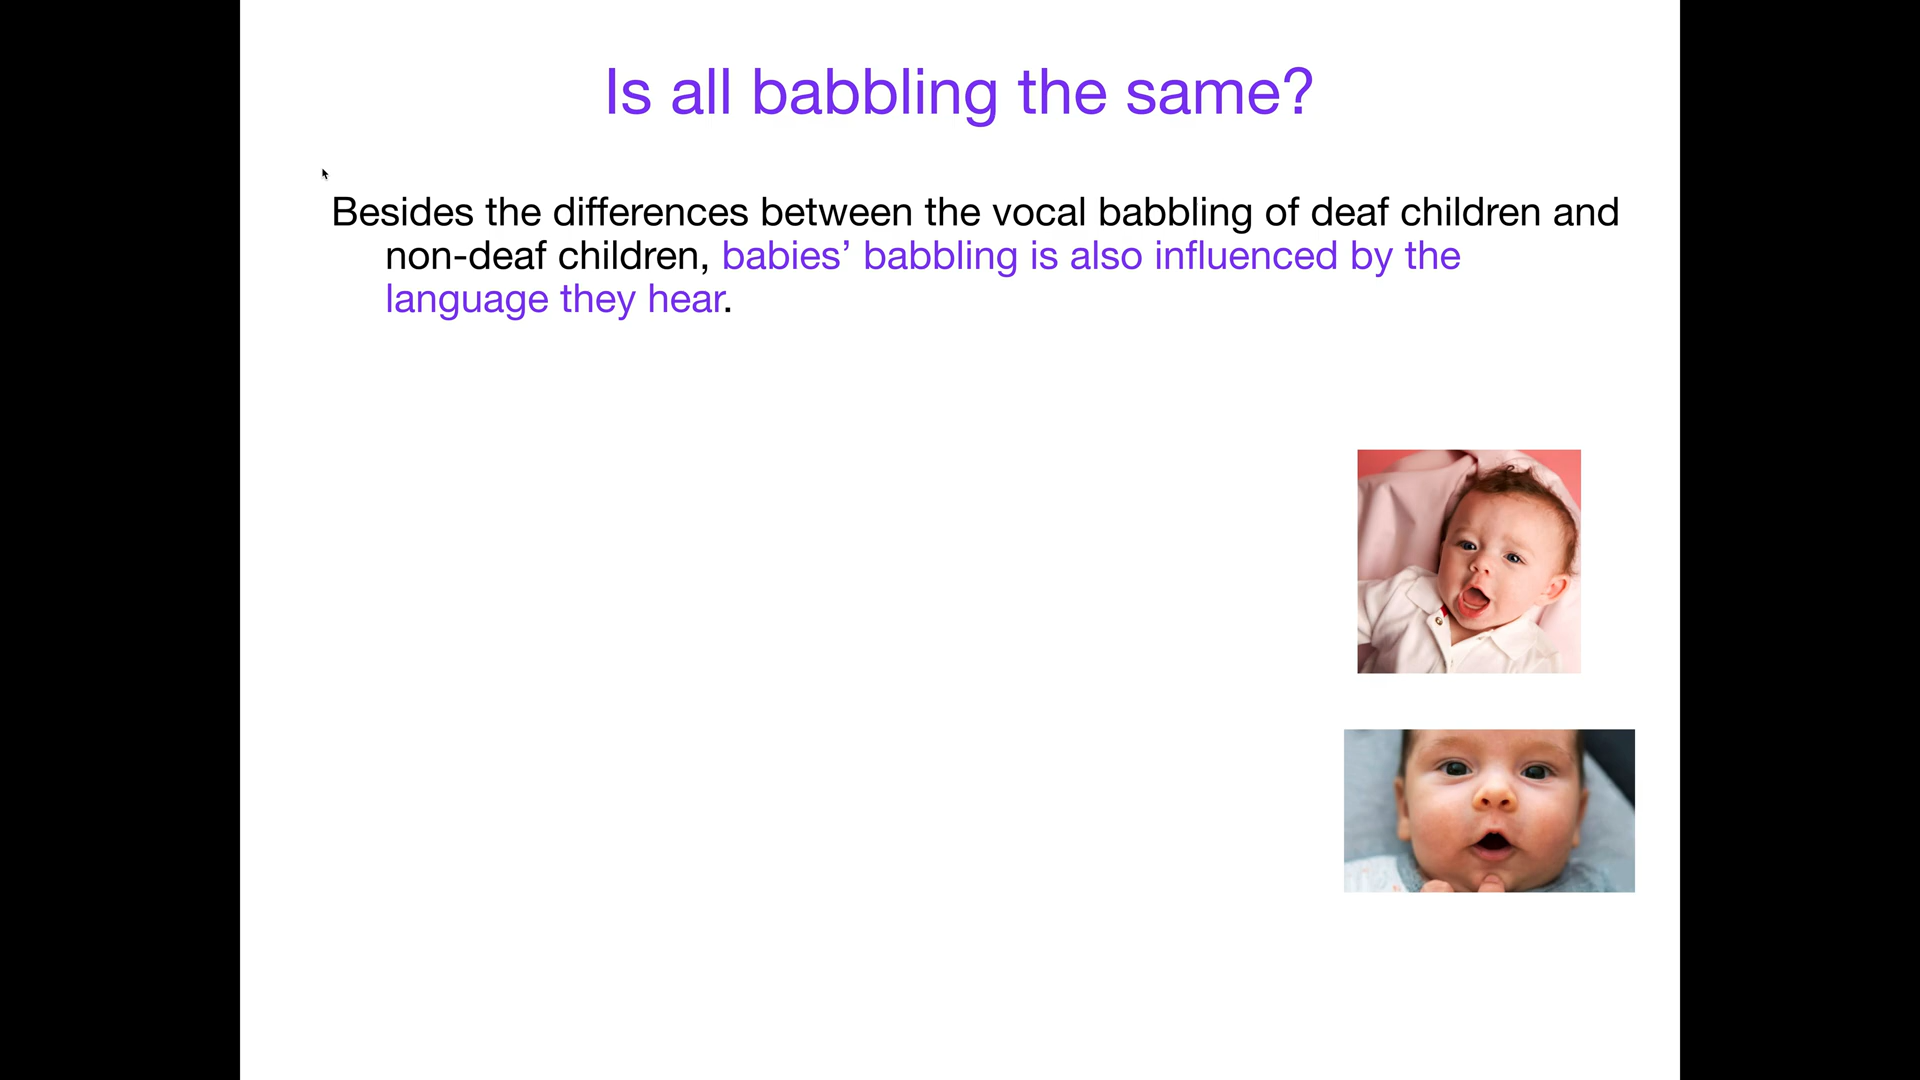 Is all babbling the same?
Besides the differences between the vocal babbling of deaf children and
non-deaf children, babies’ babbling is also influenced by the
language they hear.